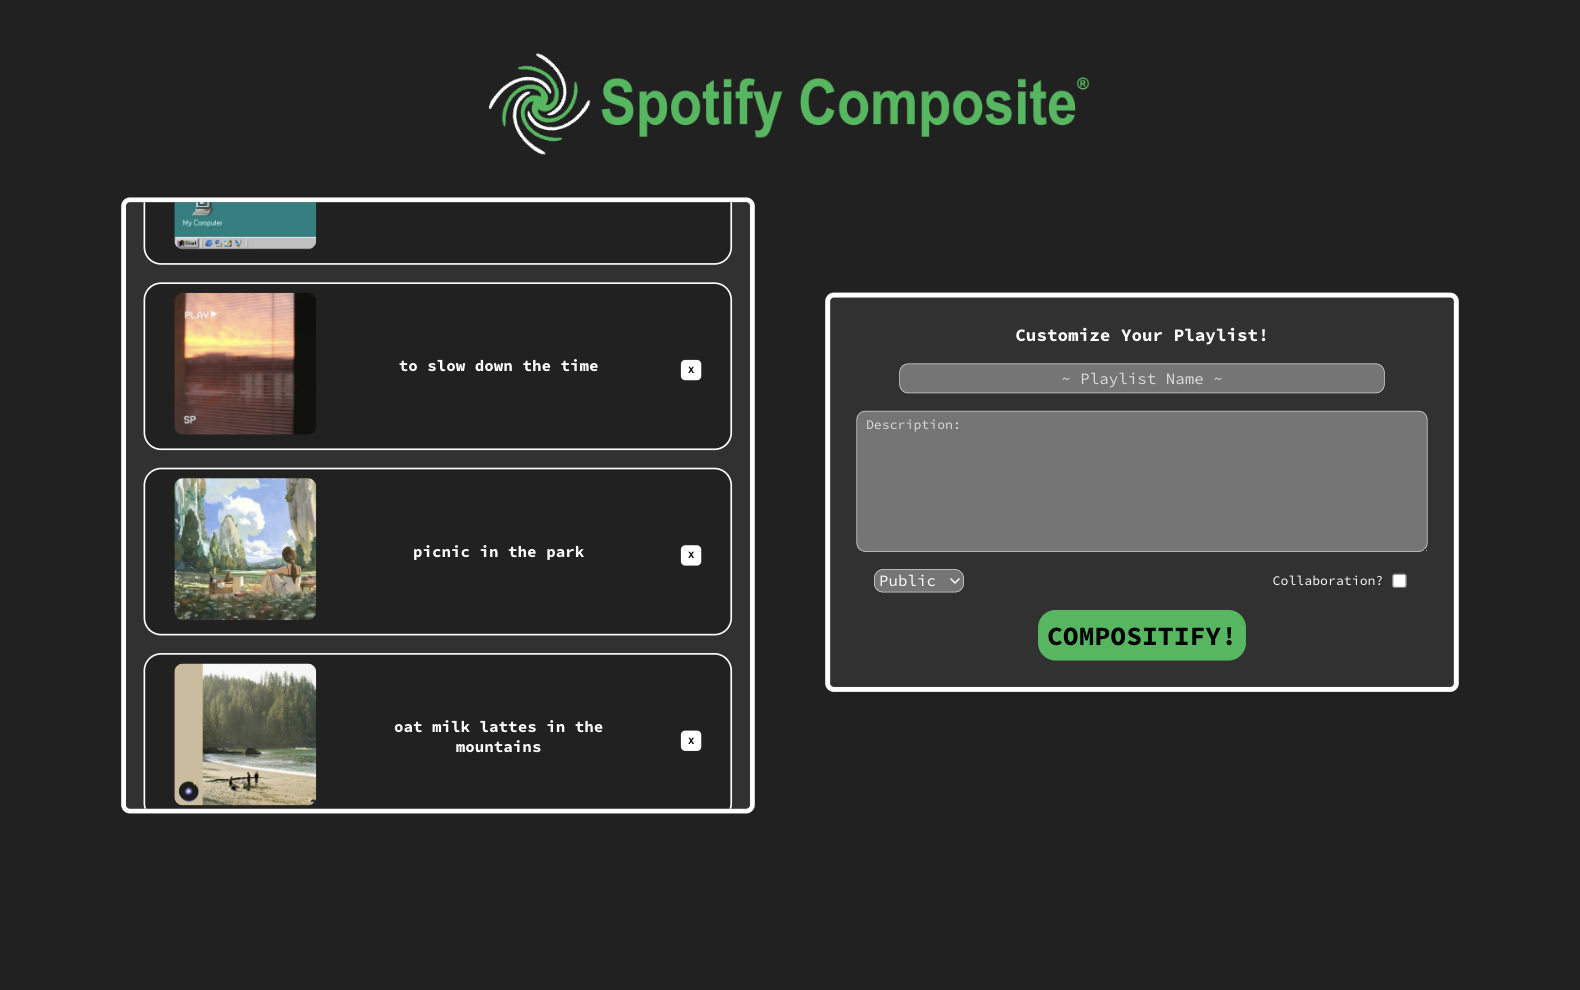 Spotify Composite®
My Computer
Start
PLAY
SP
to slow down the time
x
picnic in the park
x
oat milk lattes in the
mountains
x
Customize Your Playlist!
~ Playlist Name ~
Description:
Public
Collaboration?
COMPOSITIFY!